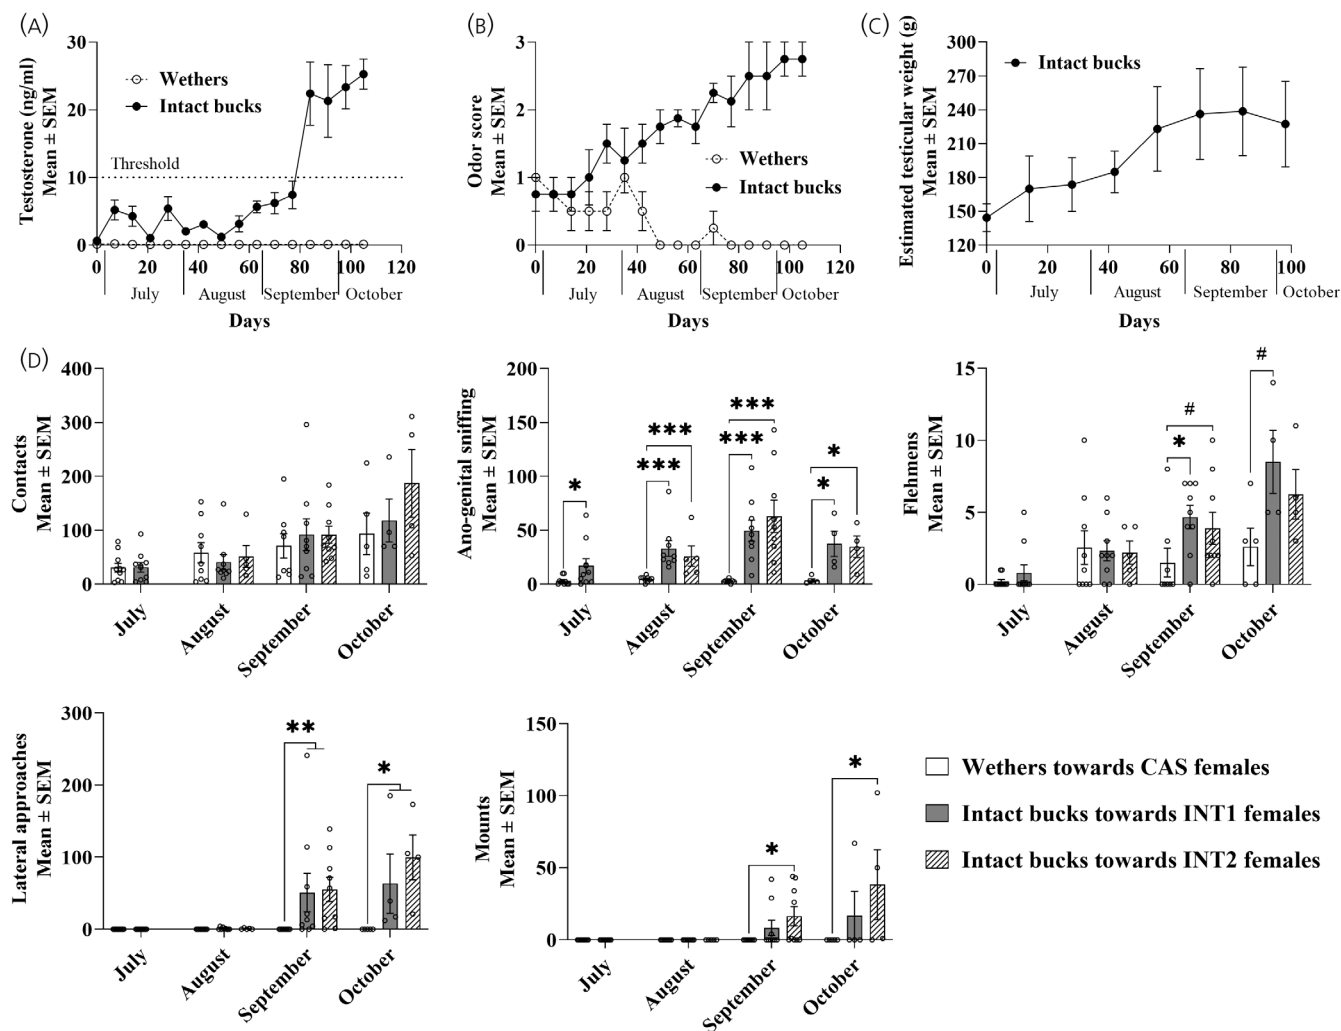 (A)
Testosterone (ng/ml)
Mean ± SEM
30
20
10
0
Wethers
Intact bucks
Threshold
0 20 40 60 80 100 120
July August September October
Days
(B)
Odor score
Mean ± SEM
3
2
1
0
Wethers
Intact bucks
0 20 40 60 80 100 120
July August September October
Days
(C)
Estimated testicular weight (g)
Mean ± SEM
300
270
240
210
180
150
120
Intact bucks
0 20 40 60 80 100
July August September October
Days
(D)
Contacts
Mean ± SEM
400
300
200
100
0
July August September October
Ano-genital sniffing
Mean ± SEM
200
150
100
50
0
* *** *** *** *** * *
July August September October
Flehmens
Mean ± SEM
15
10
5
0
* # #
July August September October
Lateral approaches
Mean ± SEM
300
200
100
0
** *
July August September October
Mounts
Mean ± SEM
150
100
50
0
* *
July August September October
Wethers towards CAS females
Intact bucks towards INT1 females
Intact bucks towards INT2 females